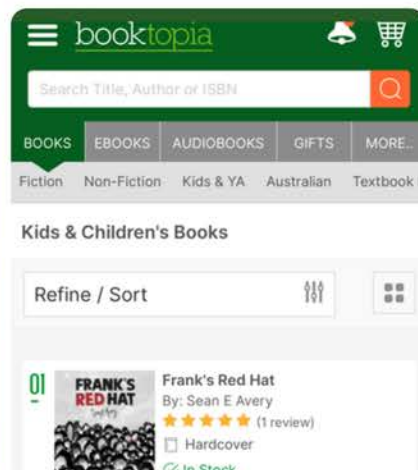 booktopia
Search Title, Author or ISBN
BOOKS EBOOKS AUDIOBOOKS GIFTS MORE..
Fiction Non-Fiction Kids & YA Australian Textbook
Kids & Children's Books
Refine / Sort
01
FRANK'S
RED HAT
Frank's Red Hat
By: Sean E Avery
(1 review)
Hardcover
In Stock